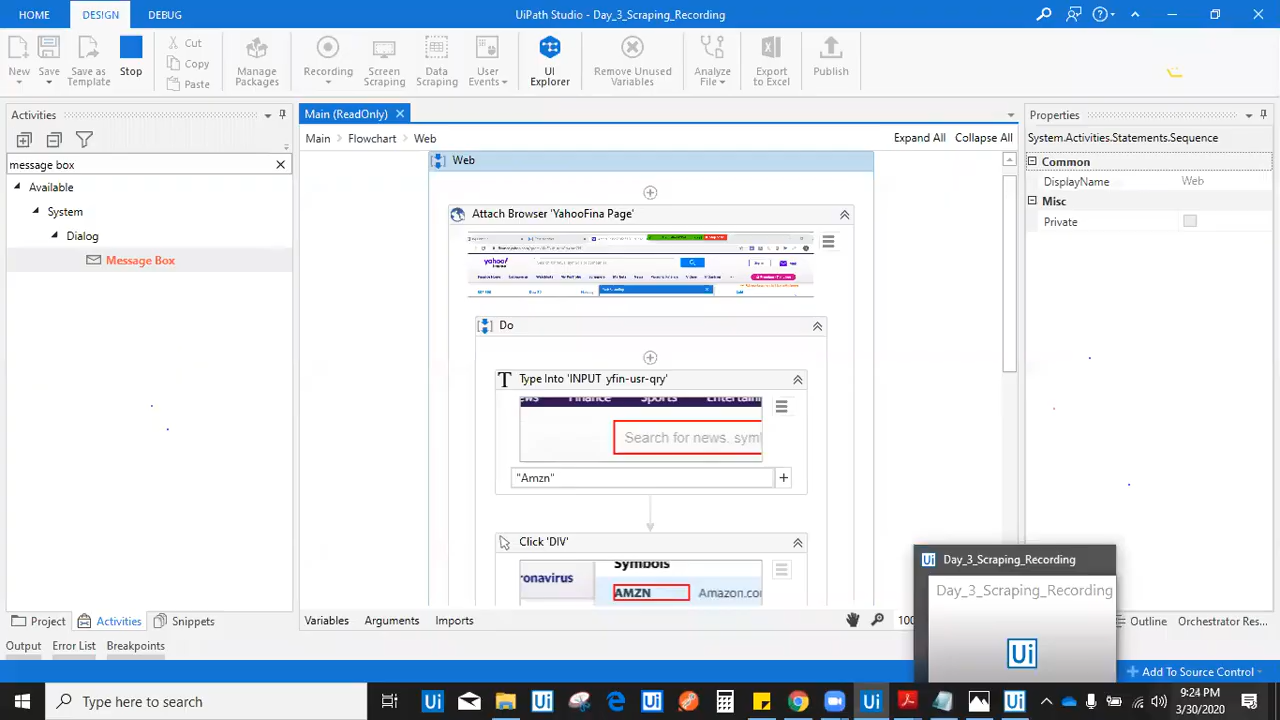 HOME DESIGN DEBUG UiPath Studio - Day_3_Scraping_Recording
Cut
Copy
Paste
New Save Save as Template Stop Manage Packages Recording Screen Scraping Data Scraping User Events UI Explorer Remove Unused Variables Analyze File Export to Excel Publish
Activities
message box
Available
System
Dialog
Message Box
Main (ReadOnly)
Main Flowchart Web Expand All Collapse All
Web
Attach Browser 'YahooFina Page'
yahoo!
Do
Type Into 'INPUT yfin-usr-qry'
Finance Sports
Search for news, sym
"Amzn"
Click 'DIV'
Symbols
oronavirus
AMZN Amazon.co
Properties
System.Activities.Statements.Sequence
Common
DisplayName Web
Misc
Private
Day_3_Scraping_Recording
Day_3_Scraping_Recording
Ui
Project Activities Snippets Variables Arguments Imports 100 Outline Orchestrator Res...
Output Error List Breakpoints
Add To Source Control
Type here to search
9:24 PM
3/30/2020